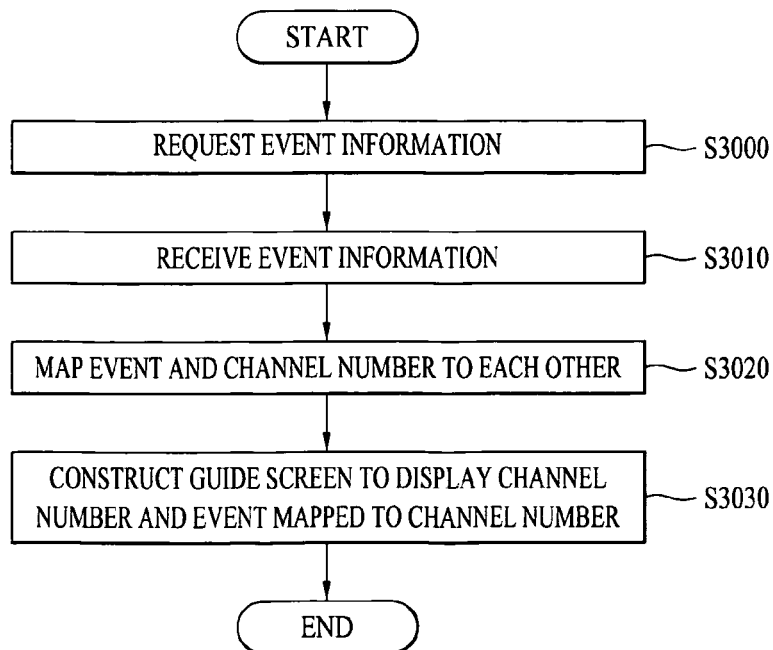 START
REQUEST EVENT INFORMATION
S3000
RECEIVE EVENT INFORMATION
S3010
MAP EVENT AND CHANNEL NUMBER TO EACH OTHER
S3020
CONSTRUCT GUIDE SCREEN TO DISPLAY CHANNEL
NUMBER AND EVENT MAPPED TO CHANNEL NUMBER
S3030
END